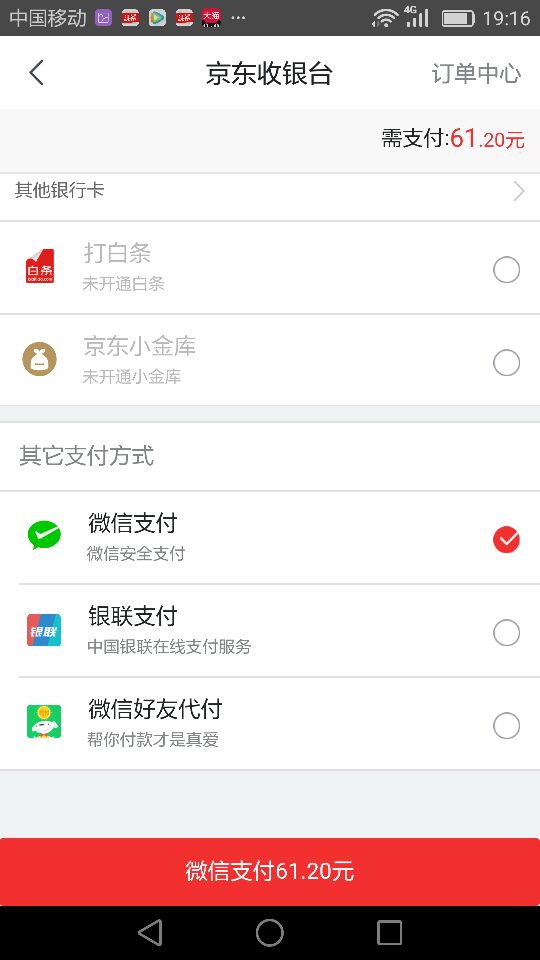 中国移动 ··· 4G 19:16
京东收银台 订单中心
需支付:61.20元
其他银行卡
打白条
白条
未开通白条
京东小金库
未开通小金库
其它支付方式
微信支付
微信安全支付
银联支付
银联
中国银联在线支付服务
微信好友代付
帮你付款才是真爱
微信支付61.20元